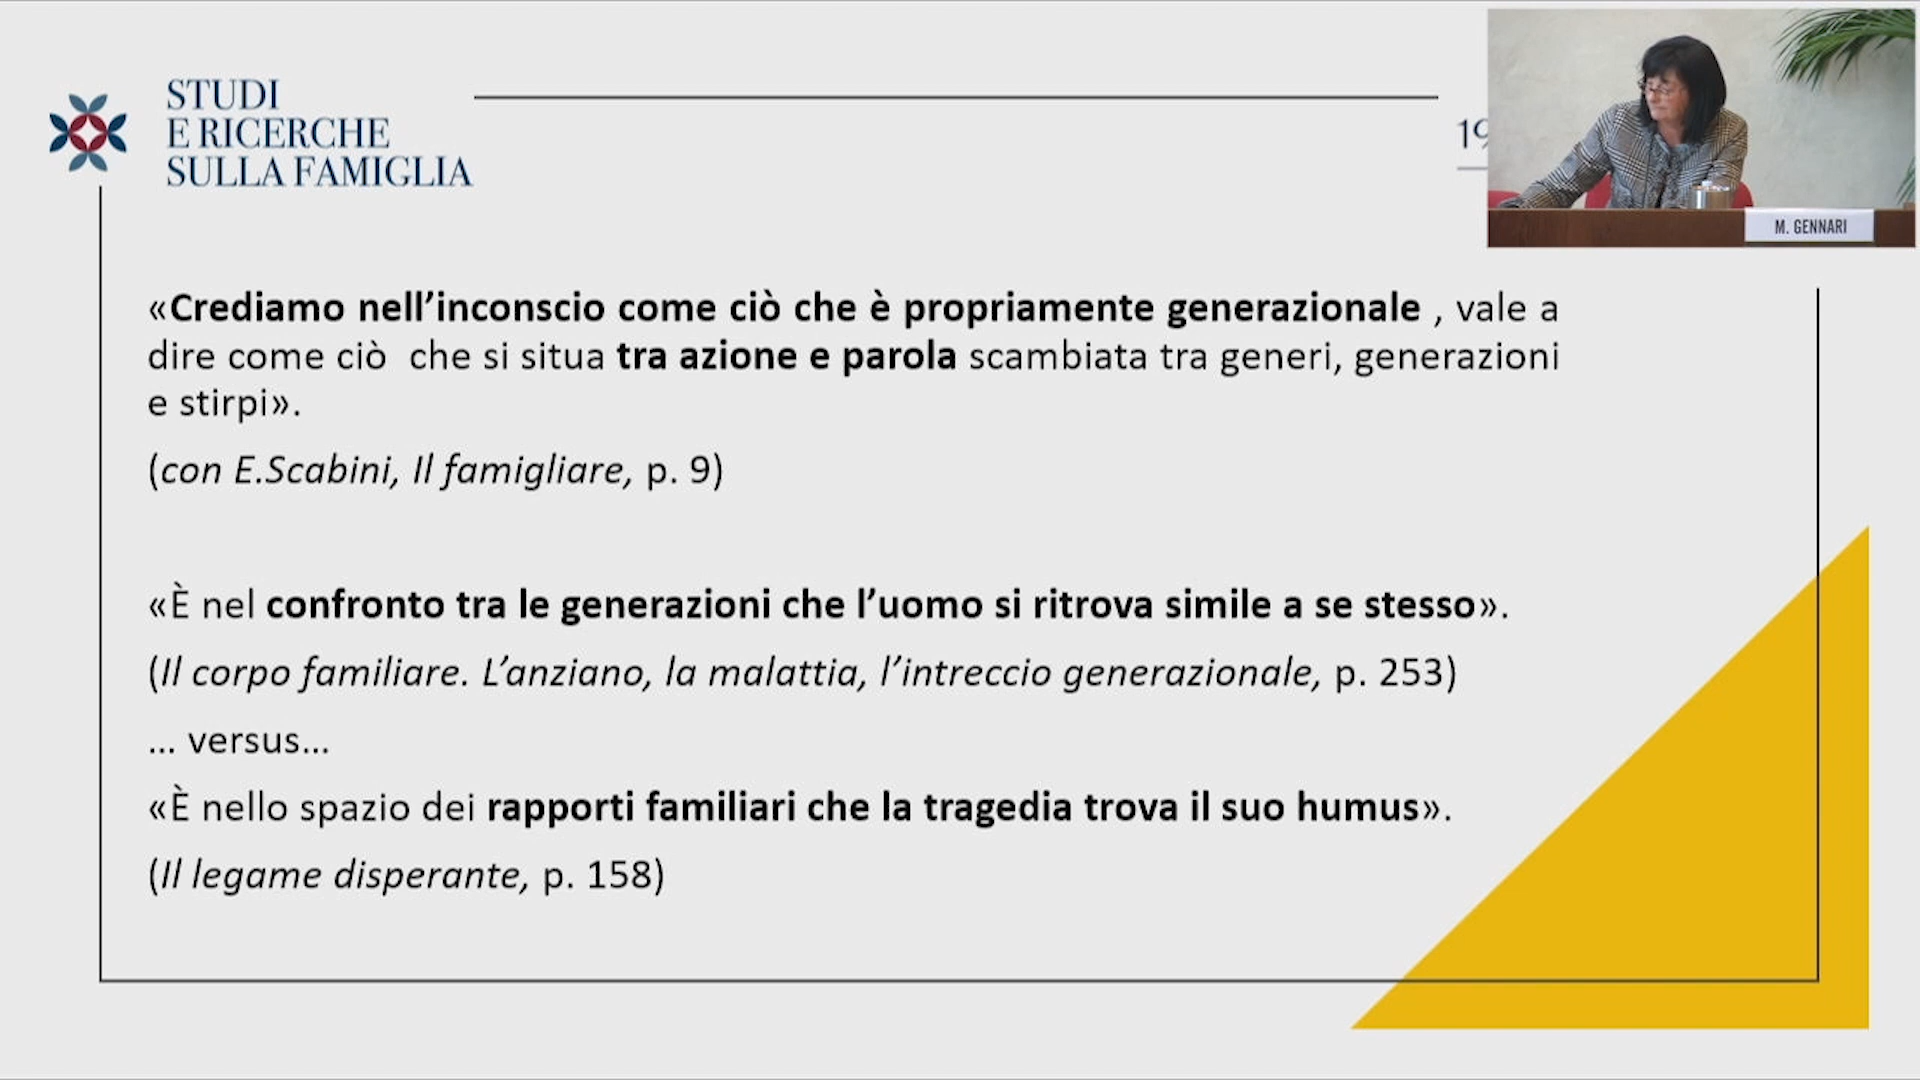 STUDI
E RICERCHE
SULLA FAMIGLIA
19
M. GENNARI
«Crediamo nell’inconscio come ciò che è propriamente generazionale , vale a
dire come ciò che si situa tra azione e parola scambiata tra generi, generazioni
e stirpi».
(con E.Scabini, Il famigliare, p. 9)
«È nel confronto tra le generazioni che l’uomo si ritrova simile a se stesso».
(Il corpo familiare. L’anziano, la malattia, l’intreccio generazionale, p. 253)
... versus...
«È nello spazio dei rapporti familiari che la tragedia trova il suo humus».
(Il legame disperante, p. 158)